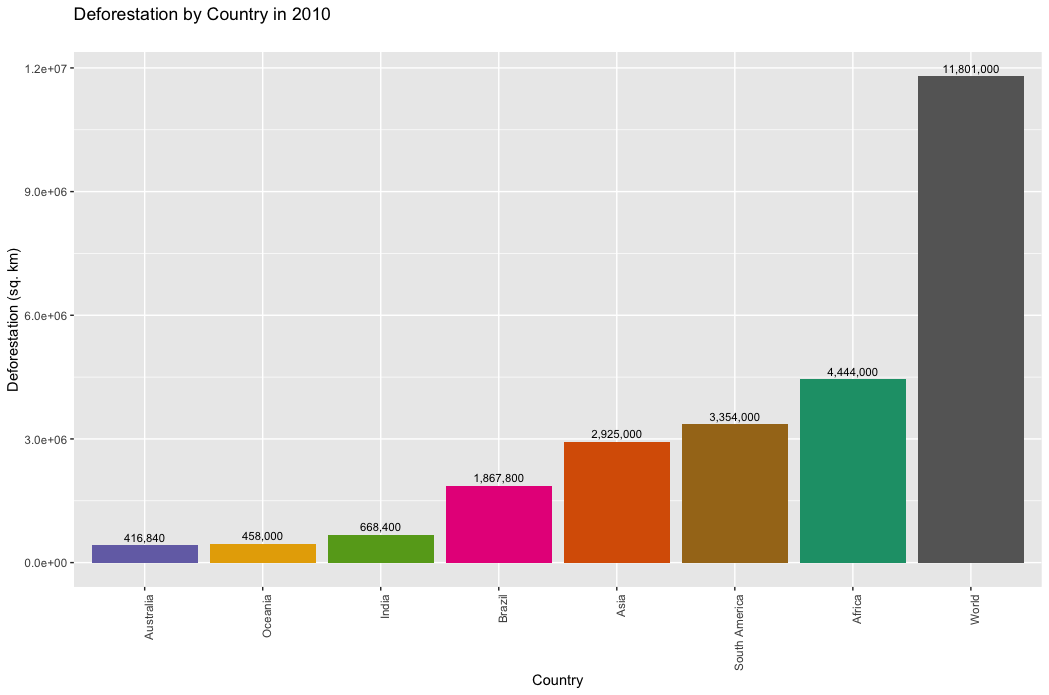 Deforestation by Country in 2010
Deforestation (sq. km)
1.2e+07
9.0e+06
6.0e+06
3.0e+06
0.0e+00
416,840
458,000
668,400
1,867,800
2,925,000
3,354,000
4,444,000
11,801,000
Australia
Oceania
India
Brazil
Asia
South America
Africa
World
Country